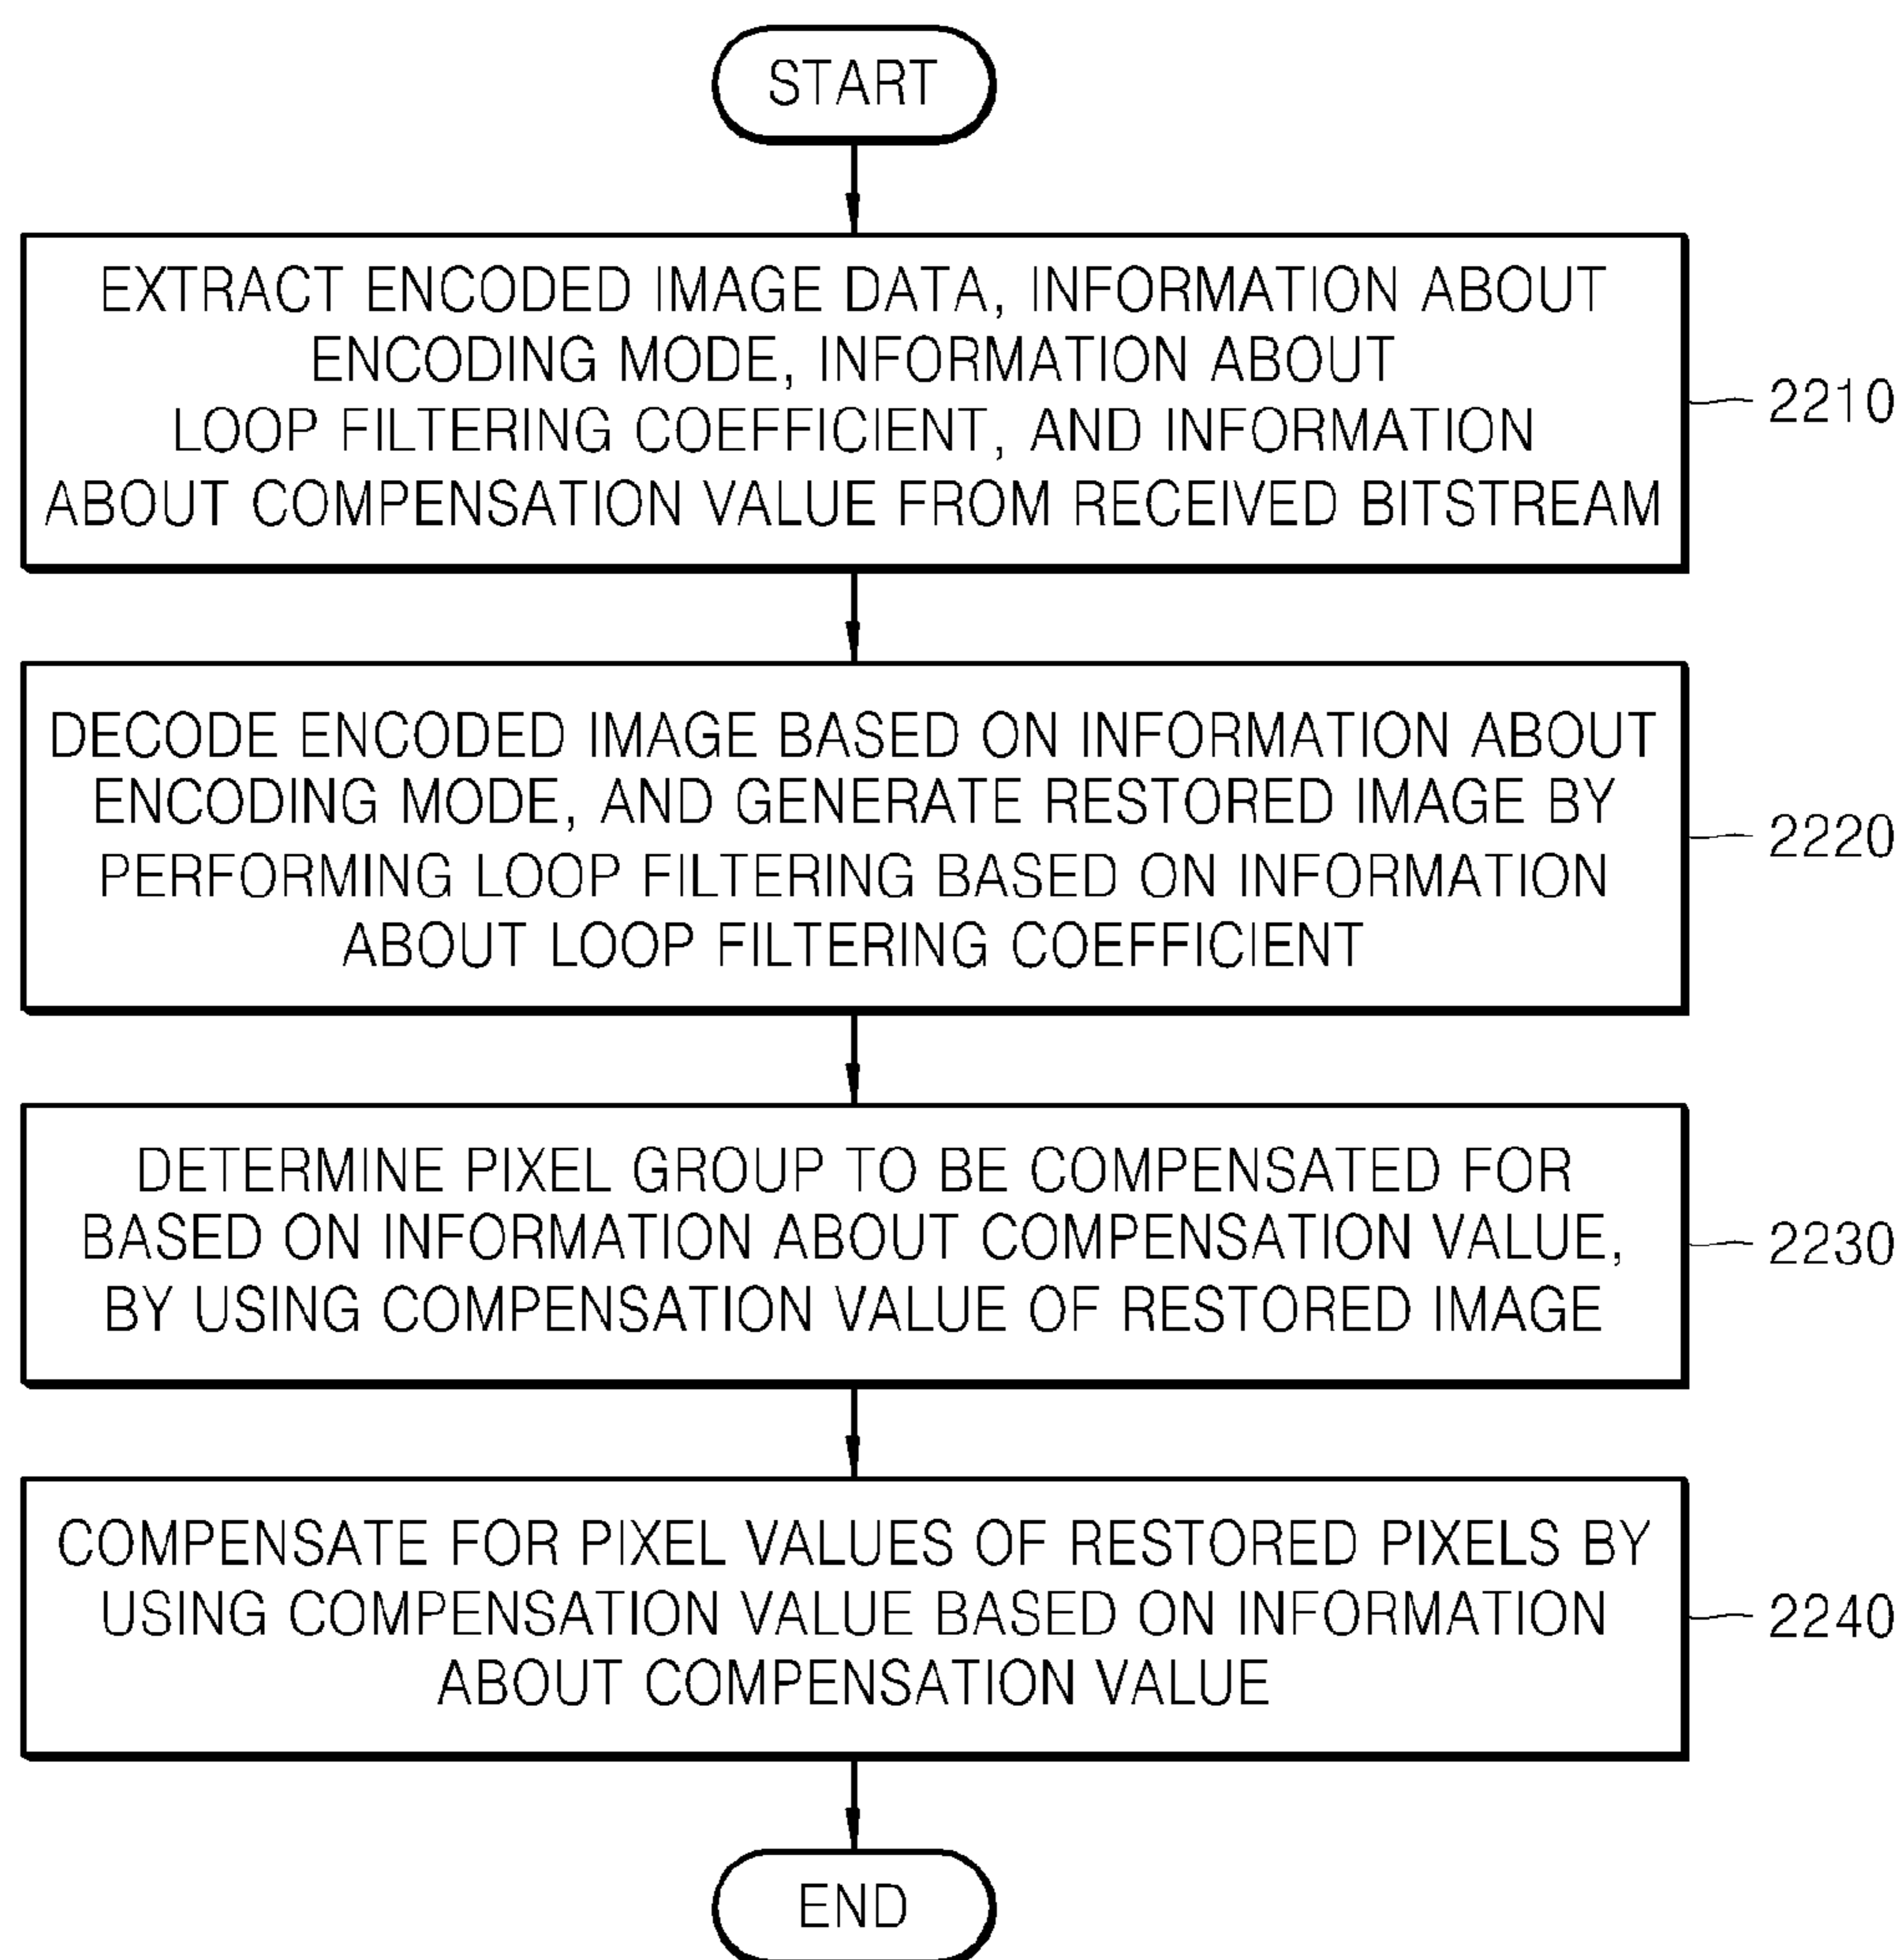 START
EXTRACT ENCODED IMAGE DATA, INFORMATION ABOUT
ENCODING MODE, INFORMATION ABOUT
LOOP FILTERING COEFFICIENT, AND INFORMATION
ABOUT COMPENSATION VALUE FROM RECEIVED BITSTREAM
2210
DECODE ENCODED IMAGE BASED ON INFORMATION ABOUT
ENCODING MODE, AND GENERATE RESTORED IMAGE BY
PERFORMING LOOP FILTERING BASED ON INFORMATION
ABOUT LOOP FILTERING COEFFICIENT
2220
DETERMINE PIXEL GROUP TO BE COMPENSATED FOR
BASED ON INFORMATION ABOUT COMPENSATION VALUE,
BY USING COMPENSATION VALUE OF RESTORED IMAGE
2230
COMPENSATE FOR PIXEL VALUES OF RESTORED PIXELS BY
USING COMPENSATION VALUE BASED ON INFORMATION
ABOUT COMPENSATION VALUE
2240
END